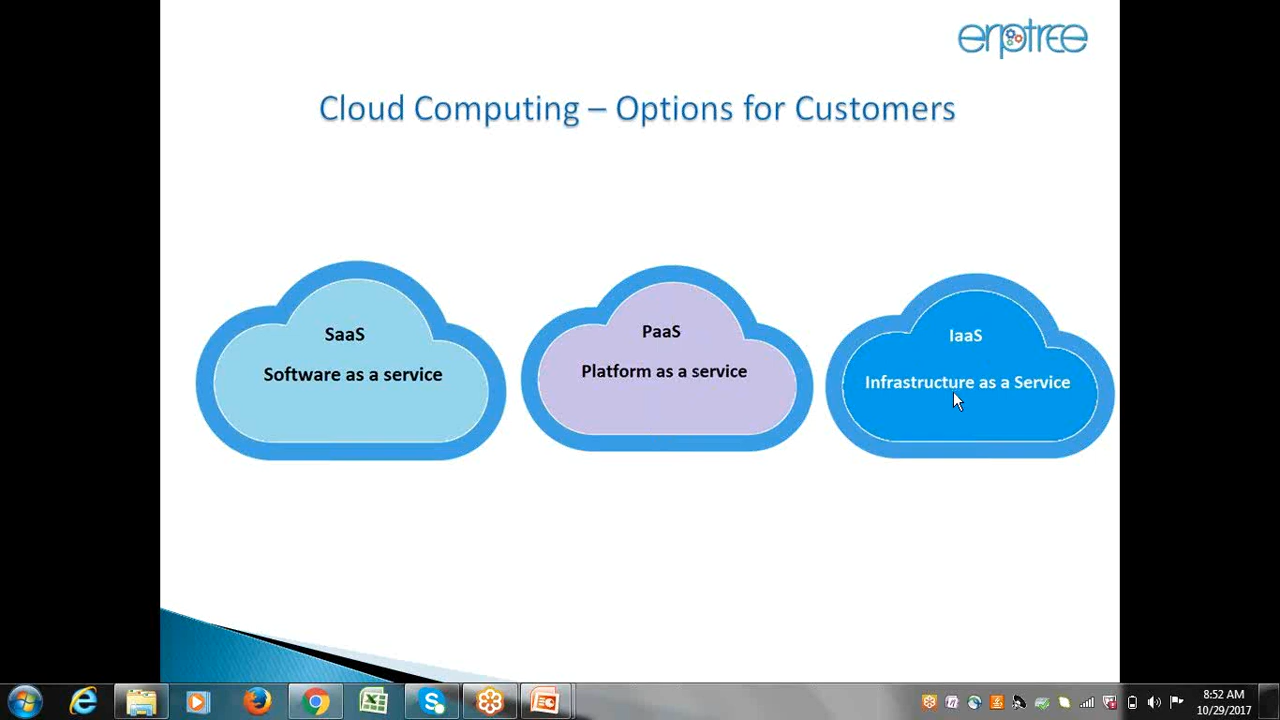 erptree
Cloud Computing – Options for Customers
SaaS
Software as a service
PaaS
Platform as a service
IaaS
Infrastructure as a Service
8:52 AM
10/29/2017